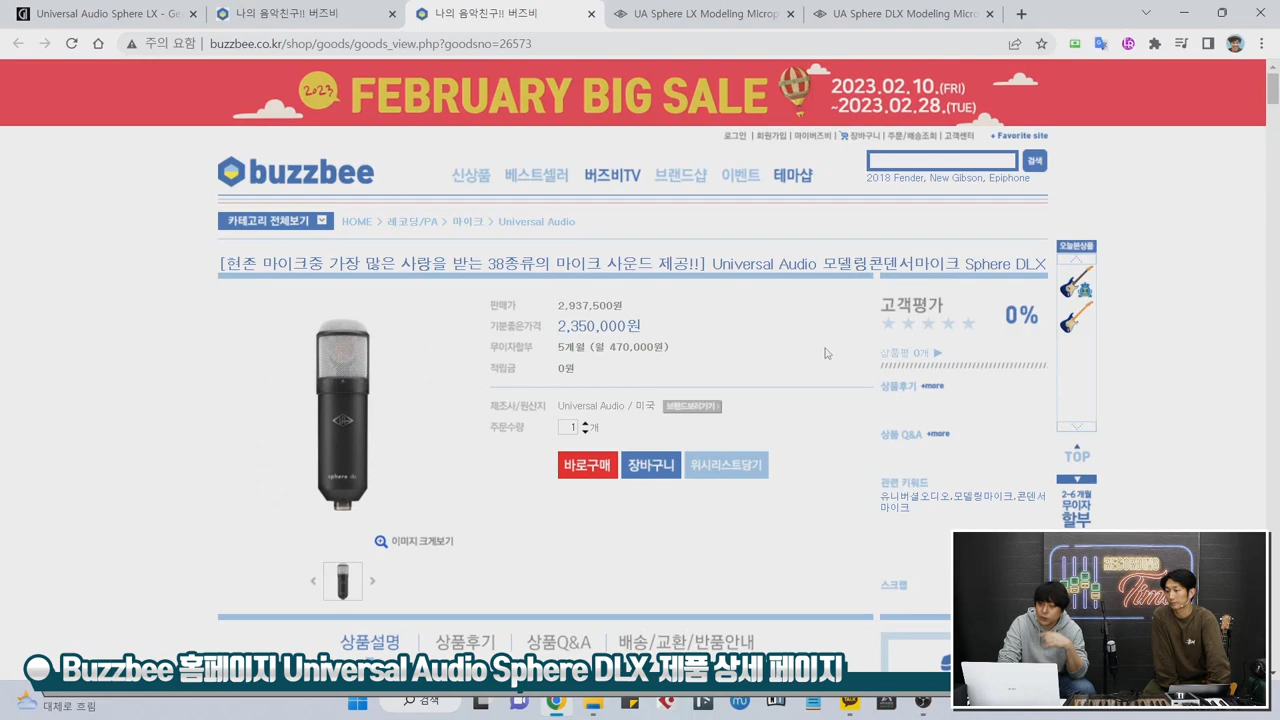 Universal Audio Sphere LX - Ge
나의 음악친구!! 버즈비
나의 음악친구!! 버즈비
UA Sphere LX Modeling Microp
UA Sphere DLX Modeling Micro
주의 요함
buzzbee.co.kr/shop/goods/goods_view.php?goodsno=26573
2023 FEBRUARY BIG SALE
2023.02.10.(FRI)
~2023.02.28.(TUE)
로그인 | 회원가입 | 마이버즈비 | 장바구니 | 주문/배송조회 | 고객센터 + Favorite site
buzzbee
신상품 베스트셀러 버즈비TV 브랜드샵 이벤트 테마샵
검색
2018 Fender, New Gibson, Epiphone
카테고리 전체보기
HOME > 레코딩/PA > 마이크 > Universal Audio
오늘본상품
[현존 마이크중 가장 많은 사랑을 받는 38종류의 마이크 사운드 제공!!] Universal Audio 모델링콘덴서마이크 Sphere DLX
판매가 2,937,500원
기분좋은가격 2,350,000원
무이자할부 5개월 (월 470,000원)
적립금 0원
제조사/원산지 Universal Audio / 미국 브랜드보러가기
주문수량 1 개
바로구매 장바구니 위시리스트담기
고객평가 0%
상품평 0개
상품후기 +more
상품 Q&A +more
관련 키워드
유니버셜오디오,모델링마이크,콘덴서
마이크
스크랩
TOP
2~6 개월
무이자
할부
sphere dlx
이미지 크게보기
상품설명 | 상품후기 | 상품Q&A | 배송/교환/반품안내
RECORDING
Time
Buzzbee 홈페이지 Universal Audio Sphere DLX 제품 상세 페이지
대체로 흐림
검색
TALK